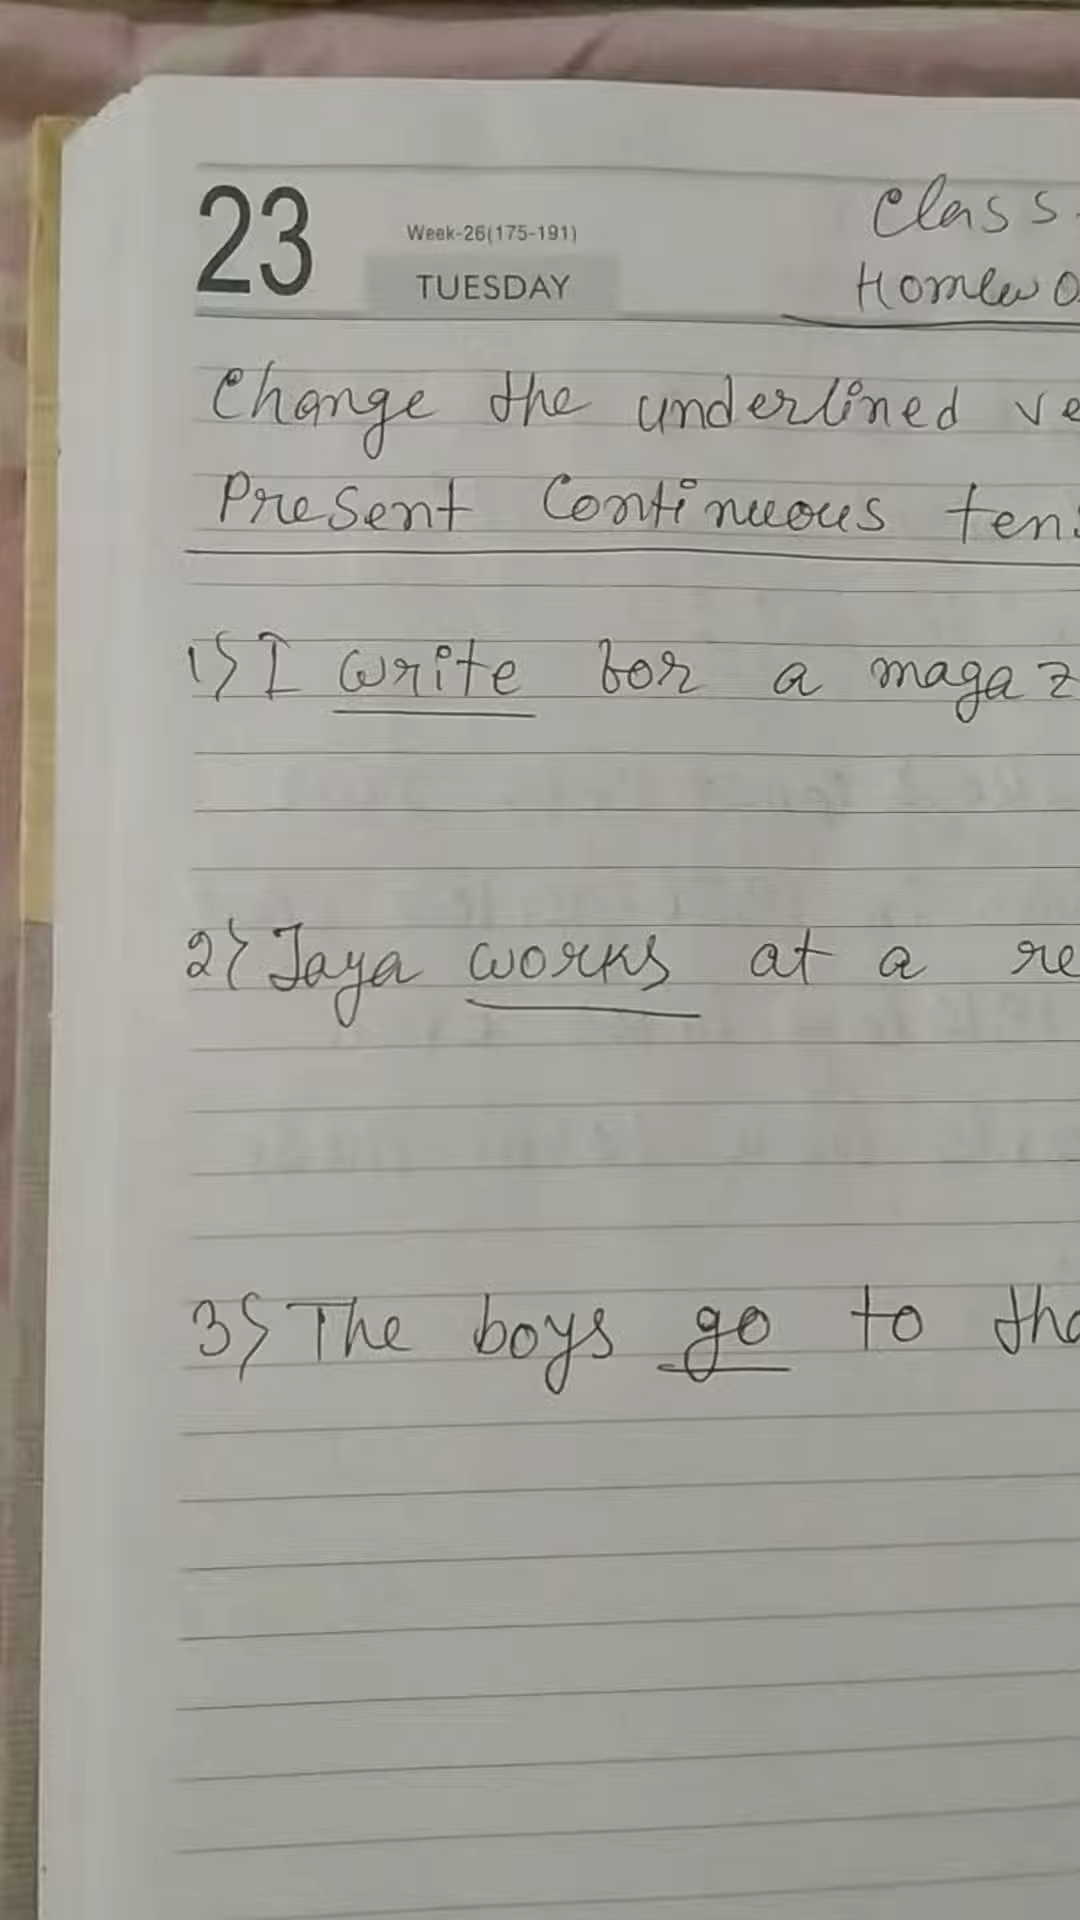 23
Week-26(175-191)
TUESDAY
Class
Change the underlined
Present Continuous
1) I write for a
2) Jaya works at a
3) The boys go to